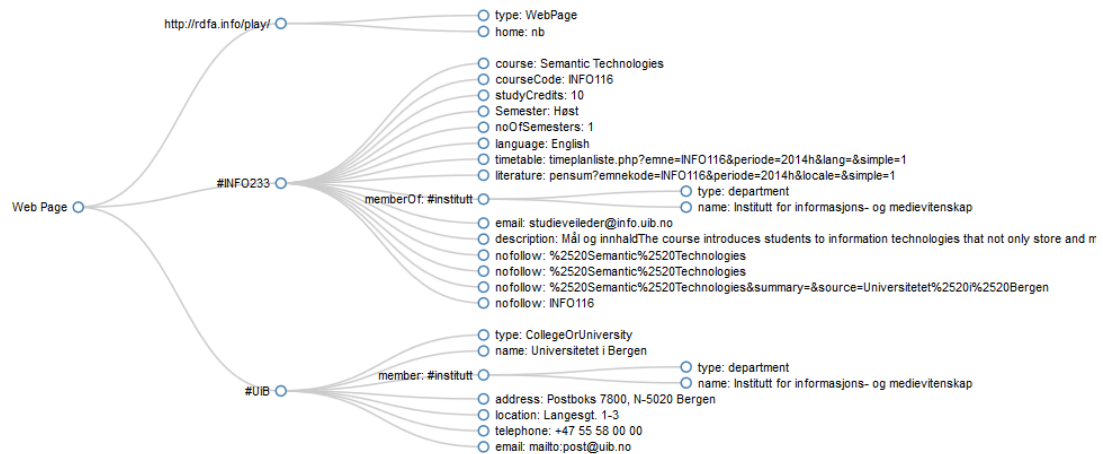 http://rdfa.info/play/
type: WebPage
home: nb
course: Semantic Technologies
courseCode: INFO116
studyCredits: 10
Semester: Høst
noOfSemesters: 1
language: English
timetable: timeplanliste.php?emne=INFO116&periode=2014h&lang=&simple=1
literature: pensum?emnekode=INFO116&periode=2014h&locale=&simple=1
#INFO233
memberOf: #institutt
type: department
name: Institutt for informasjons- og medievitenskap
Web Page
email: studieveileder@info.uib.no
description: Mål og innhaldThe course introduces students to information technologies that not only store and m
nofollow: %2520Semantic%2520Technologies
nofollow: %2520Semantic%2520Technologies
nofollow: %2520Semantic%2520Technologies&summary=&source=Universitetet%2520i%2520Bergen
nofollow: INFO116
type: CollegeOrUniversity
name: Universitetet i Bergen
member: #institutt
type: department
name: Institutt for informasjons- og medievitenskap
#UIB
address: Postboks 7800, N-5020 Bergen
location: Langesgt. 1-3
telephone: +47 55 58 00 00
email: mailto:post@uib.no